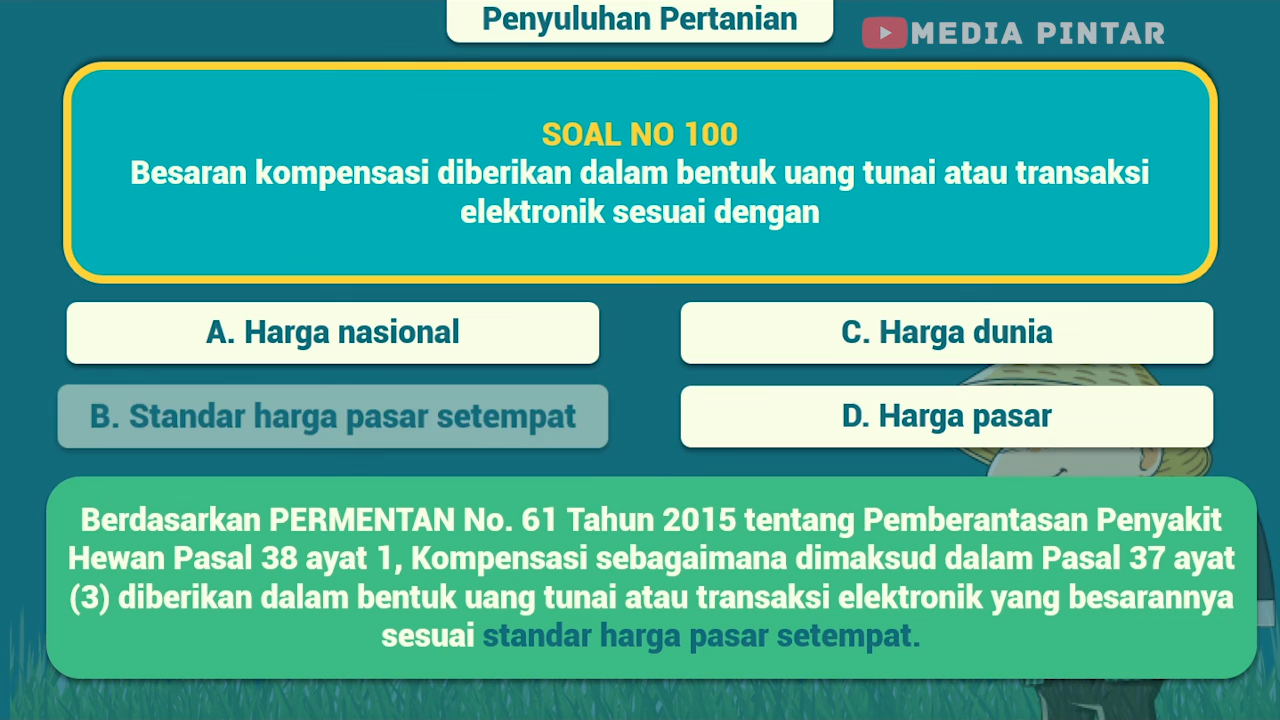 Penyuluhan Pertanian
MEDIA PINTAR
SOAL NO 100
Besaran kompensasi diberikan dalam bentuk uang tunai atau transaksi
elektronik sesuai dengan
A. Harga nasional
C. Harga dunia
B. Standar harga pasar setempat
D. Harga pasar
Berdasarkan PERMENTAN No. 61 Tahun 2015 tentang Pemberantasan Penyakit
Hewan Pasal 38 ayat 1, Kompensasi sebagaimana dimaksud dalam Pasal 37 ayat
(3) diberikan dalam bentuk uang tunai atau transaksi elektronik yang besarannya
sesuai standar harga pasar setempat.